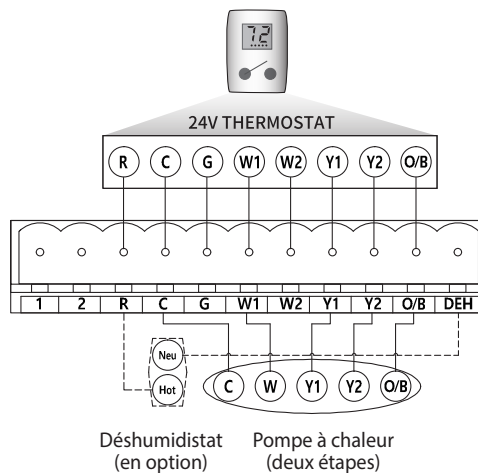 72
24V THERMOSTAT
R C G W1 W2 Y1 Y2 O/B
1 2 R C G W1 W2 Y1 Y2 O/B DEH
Neu
Hot
C W Y1 Y2 O/B
Déshumidistat
(en option)
Pompe à chaleur
(deux étapes)